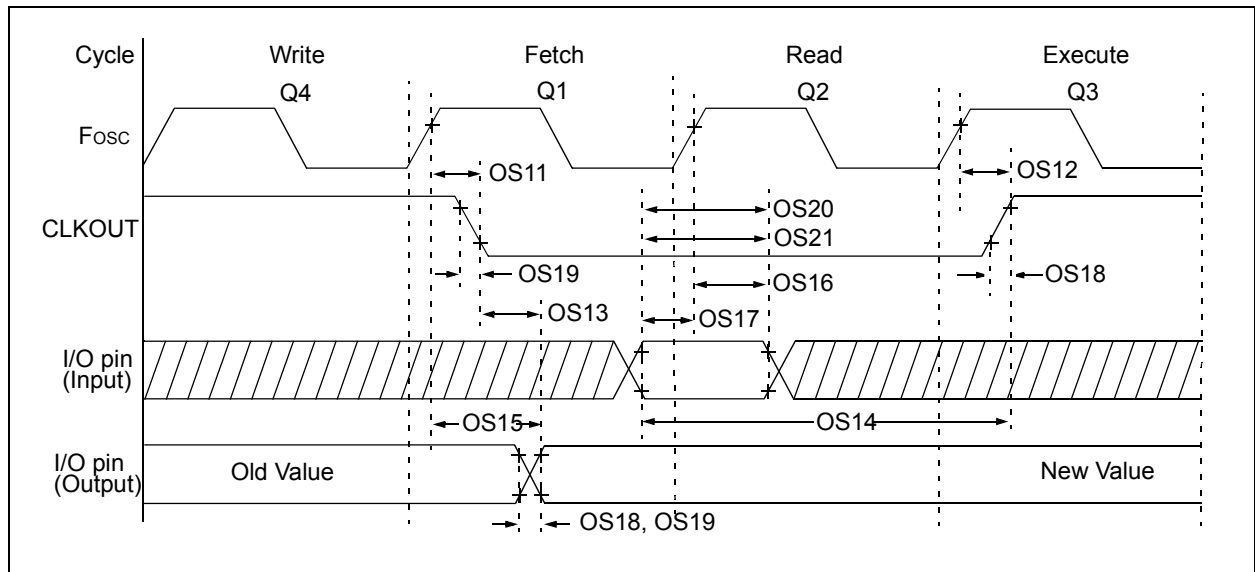 Cycle Write Fetch Read Execute
Q4 Q1 Q2 Q3
FOSC
OS11 OS12
CLKOUT
OS20
OS21
OS19 OS16 OS18
OS13 OS17
I/O pin
(Input)
OS15 OS14
I/O pin
(Output)
Old Value New Value
OS18, OS19